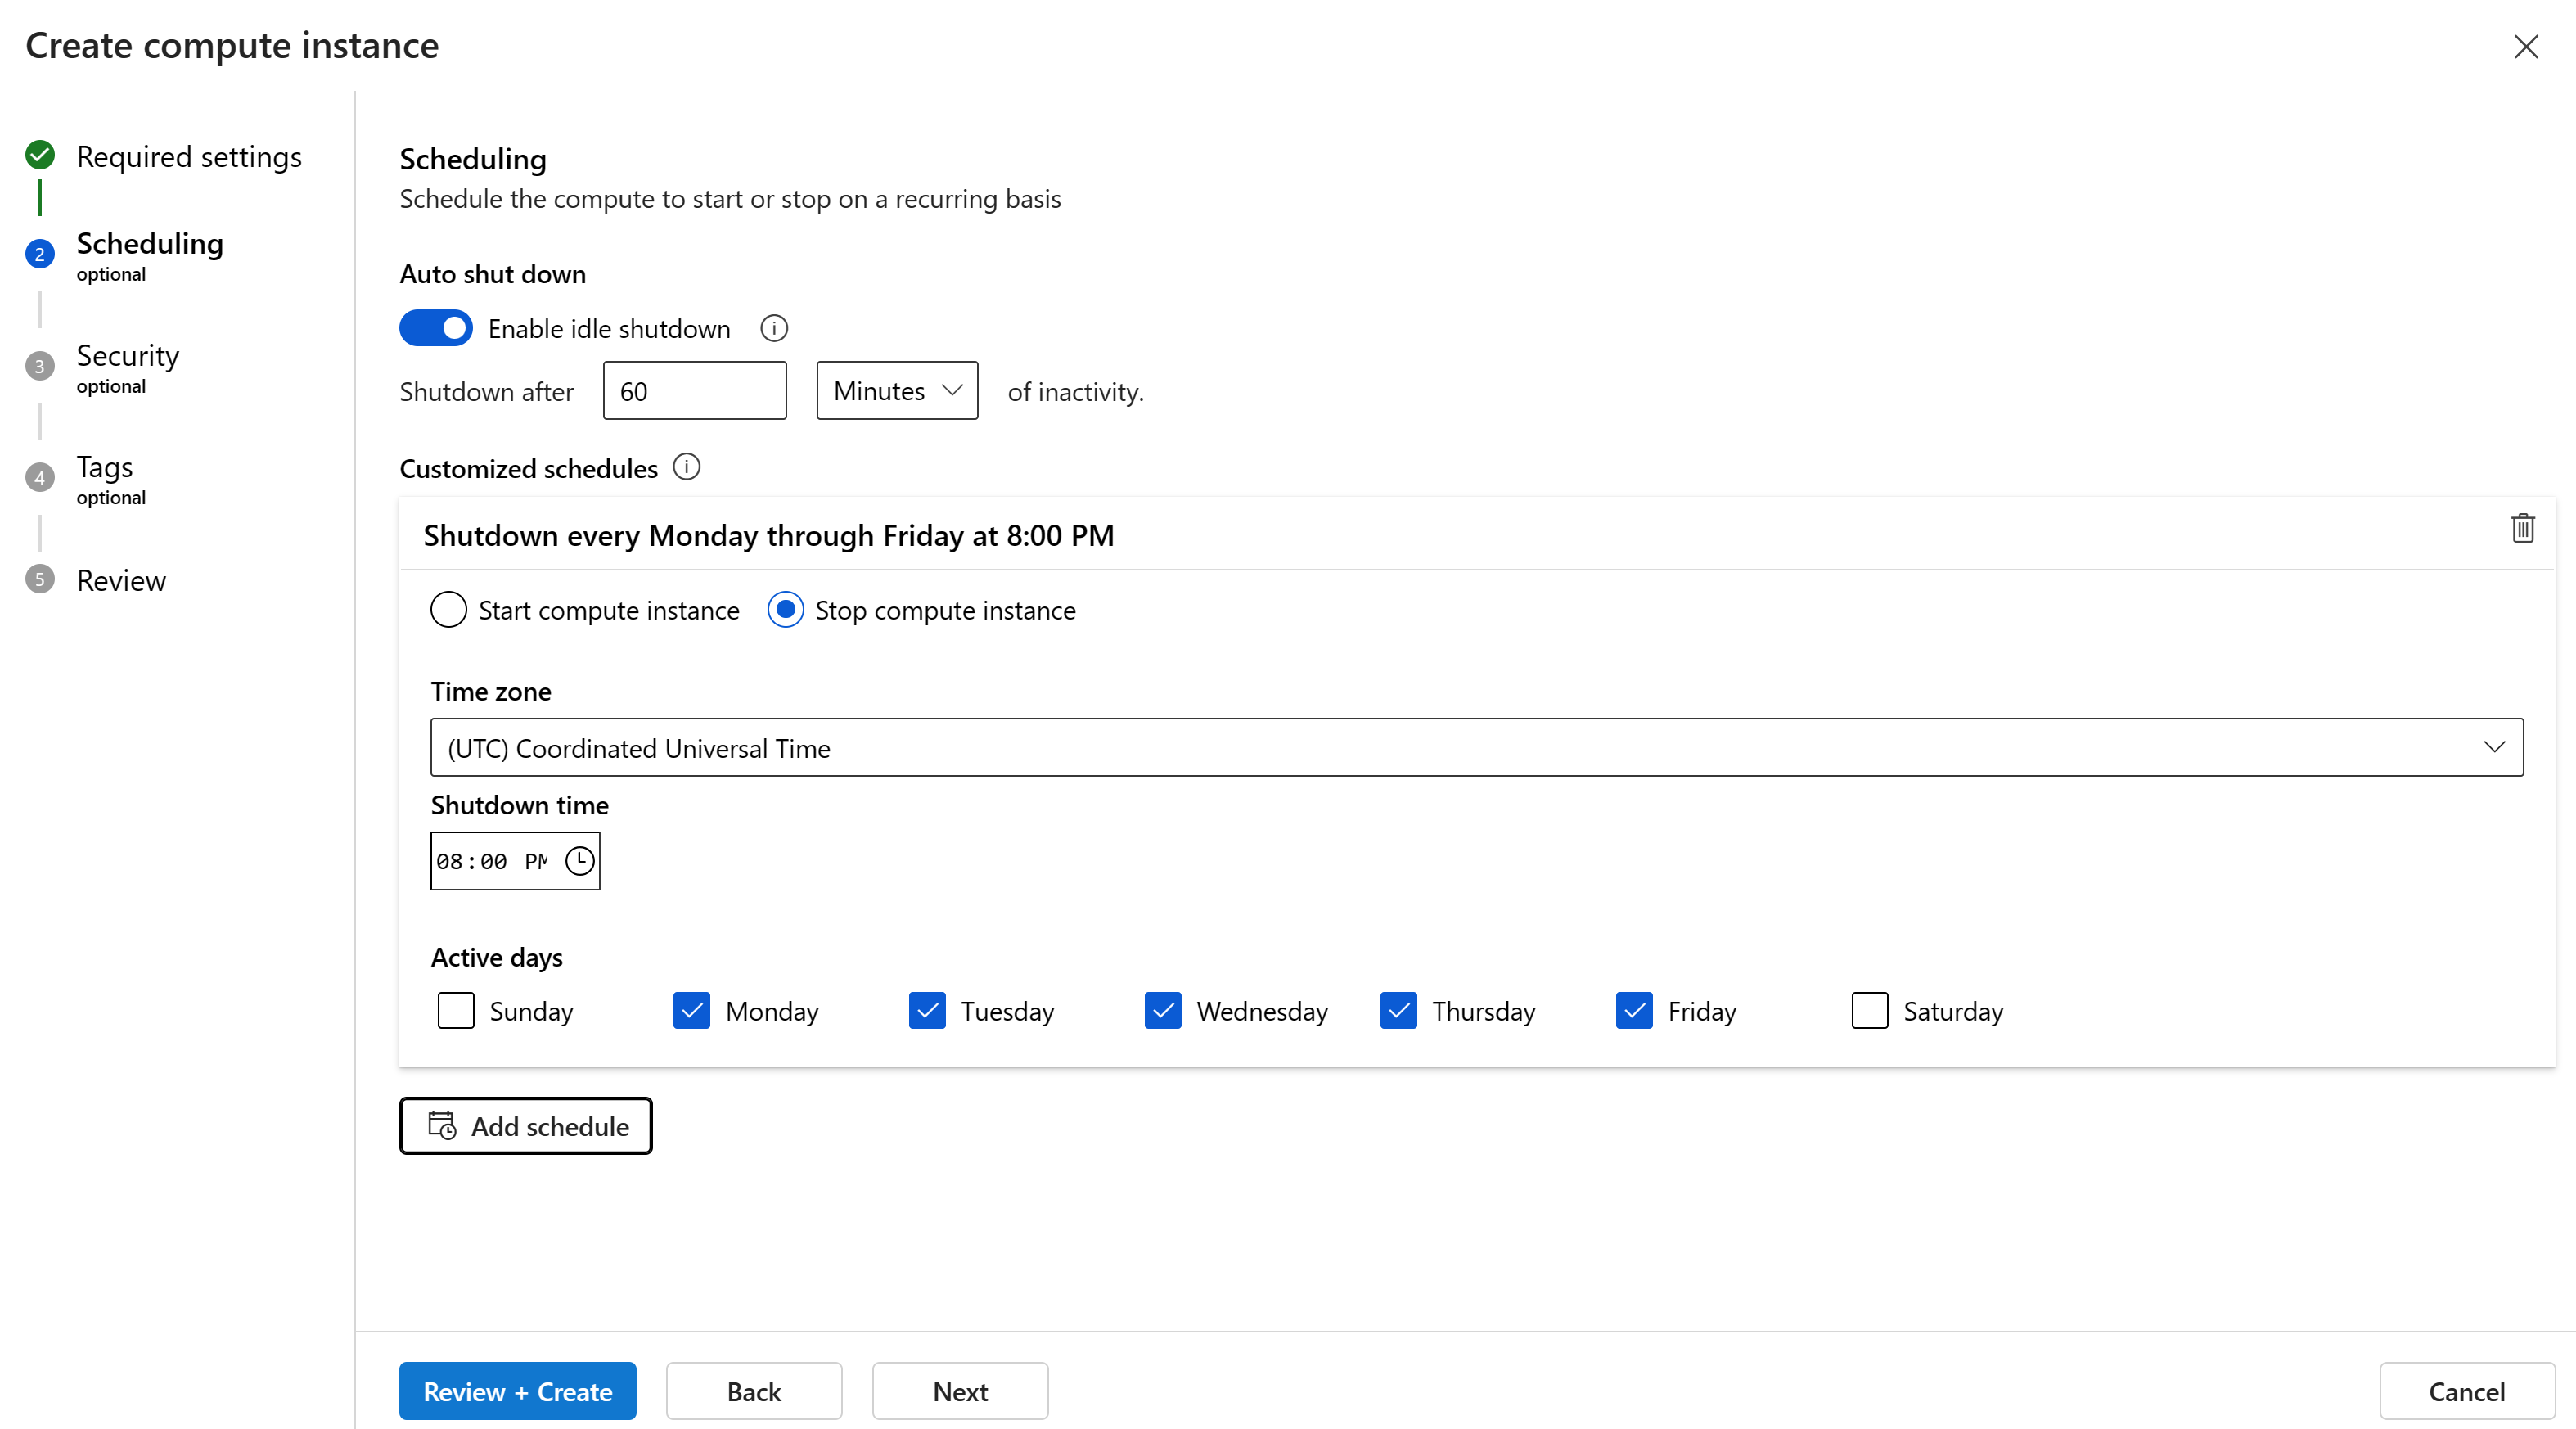 Create compute instance
Required settings
2
Scheduling
optional
3
Security
optional
4
Tags
optional
5
Review
Scheduling
Schedule the compute to start or stop on a recurring basis
Auto shut down
Enable idle shutdown
Shutdown after 60 Minutes of inactivity.
Customized schedules
Shutdown every Monday through Friday at 8:00 PM
Start compute instance Stop compute instance
Time zone
(UTC) Coordinated Universal Time
Shutdown time
08:00 PM
Active days
Sunday Monday Tuesday Wednesday Thursday Friday Saturday
Add schedule
Review + Create Back Next Cancel